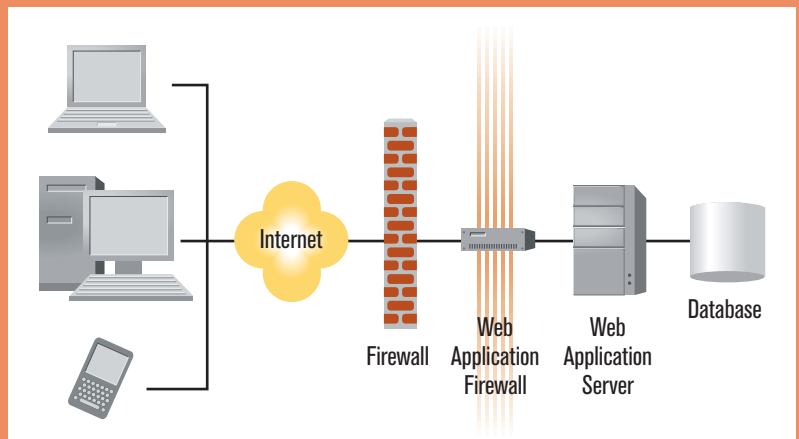 Internet
Firewall
Web
Application
Firewall
Web
Application
Server
Database